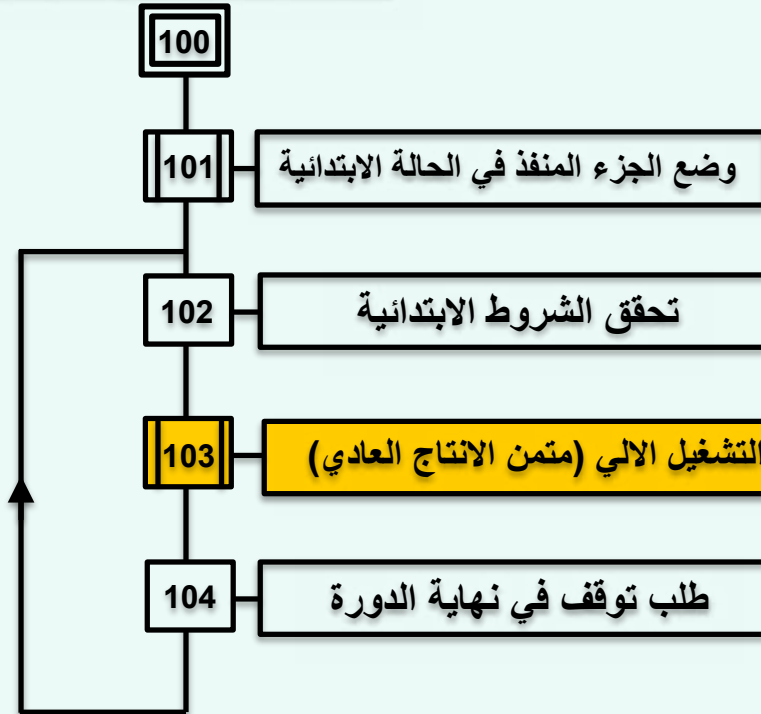 100
101
وضع الجزء المنفذ في الحالة الابتدائية
102
تحقق الشروط الابتدائية
103
التشغيل الالي (متمن الانتاج العادي)
104
طلب توقف في نهاية الدورة